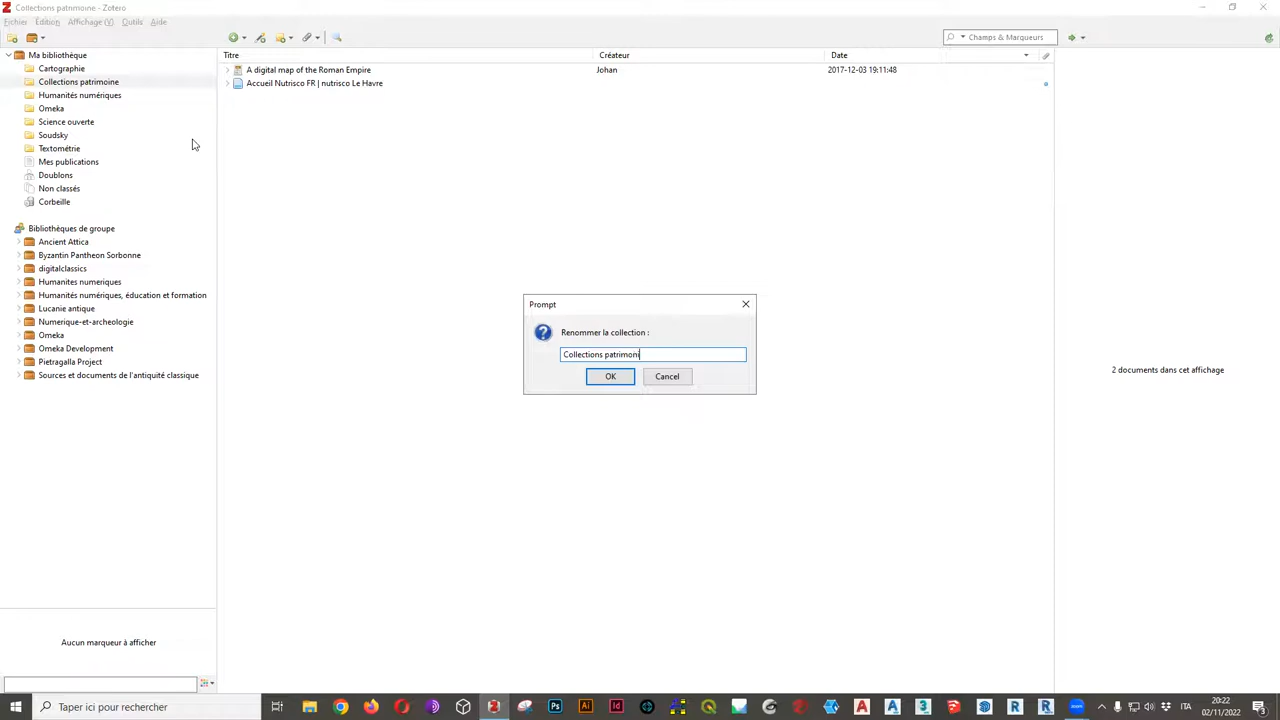 Collections patrimoine - Zotero
Fichier Édition Affichage (V) Outils Aide
Champs & Marqueurs
Ma bibliothèque
Cartographie
Collections patrimoine
Humanités numériques
Omeka
Science ouverte
Soudsky
Textométrie
Mes publications
Doublons
Non classés
Corbeille
Bibliothèques de groupe
Ancient Attica
Byzantin Pantheon Sorbonne
digitalclassics
Humanites numeriques
Humanités numériques, éducation et formation
Lucanie antique
Numerique-et-archeologie
Omeka
Omeka Development
Pietragalla Project
Sources et documents de l'antiquité classique
Aucun marqueur à afficher
Titre Créateur Date
A digital map of the Roman Empire Johan 2017-12-03 19:11:48
Accueil Nutrisco FR | nutrisco Le Havre
Prompt
Renommer la collection :
Collections patrimoni
OK Cancel
2 documents dans cet affichage
Taper ici pour rechercher
ITA
20:22
02/11/2022